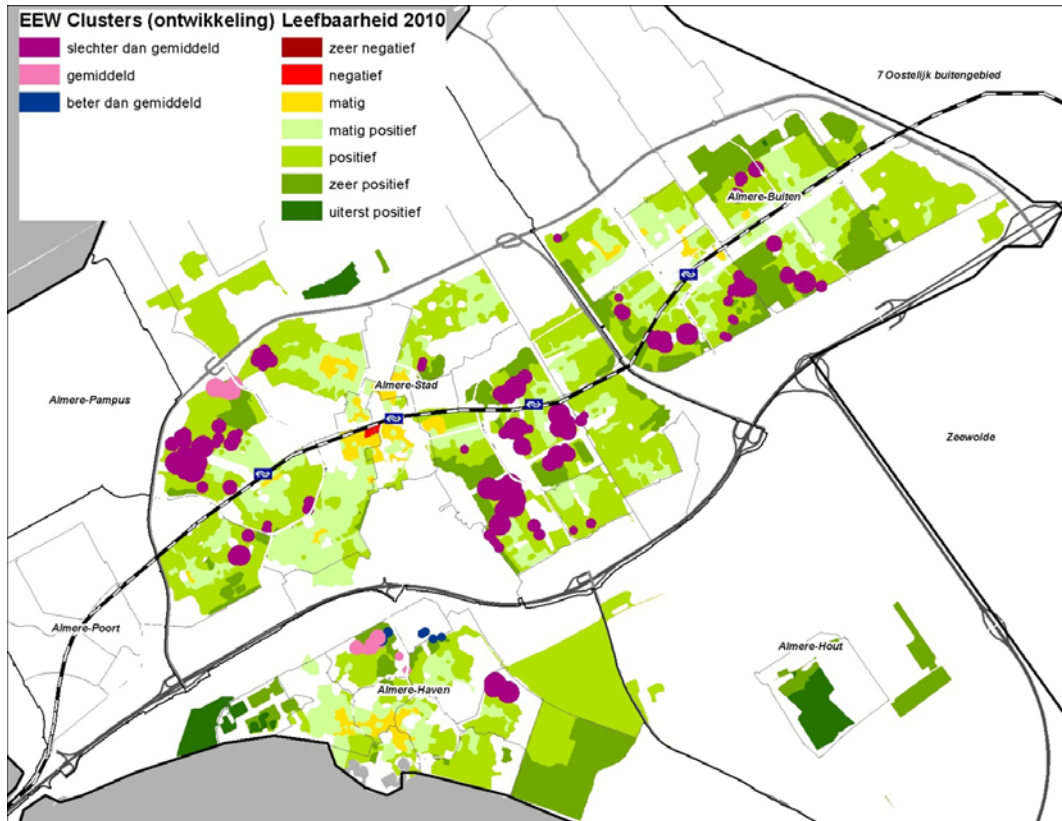 EEW Clusters (ontwikkeling)
slechter dan gemiddeld
gemiddeld
beter dan gemiddeld
Leefbaarheid 2010
zeer negatief
negatief
matig
matig positief
positief
zeer positief
uiterst positief
7 Oostelijk buitengebied
Almere-Buiten
Almere-Stad
Almere-Pampus
Zeewolde
Almere-Poort
Almere-Hout
Almere-Haven